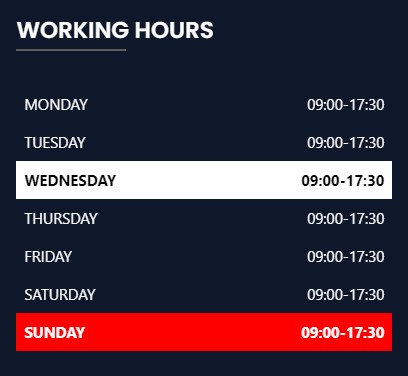 WORKING HOURS
MONDAY 09:00-17:30
TUESDAY 09:00-17:30
WEDNESDAY 09:00-17:30
THURSDAY 09:00-17:30
FRIDAY 09:00-17:30
SATURDAY 09:00-17:30
SUNDAY 09:00-17:30